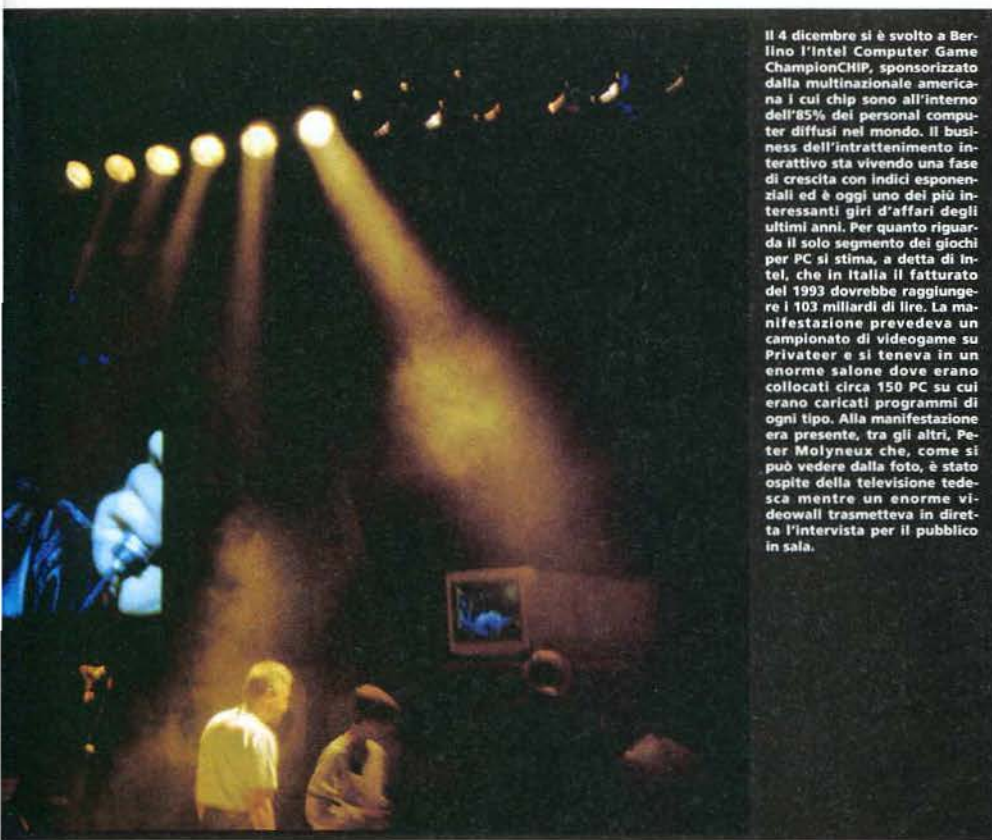 Il 4 dicembre si è svolto a Ber-
lino l'Intel Computer Game
ChampionCHIP, sponsorizzato
dalla multinazionale america-
na i cui chip sono all'interno
dell'85% dei personal compu-
ter diffusi nel mondo. Il busi-
ness dell'intrattenimento in-
terattivo sta vivendo una fase
di crescita con indici esponen-
ziali ed è oggi uno dei più in-
teressanti giri d'affari degli
ultimi anni. Per quanto riguar-
da il solo segmento dei giochi
per PC si stima, a detta di In-
tel, che in Italia il fatturato
del 1993 dovrebbe raggiunge-
re i 103 miliardi di lire. La ma-
nifestazione prevedeva un
campionato di videogame su
Privateer e si teneva in un
enorme salone dove erano
collocati circa 150 PC su cui
erano caricati programmi di
ogni tipo. Alla manifestazione
era presente, tra gli altri, Pe-
ter Molyneux che, come si
può vedere dalla foto, è stato
ospite della televisione tede-
sca mentre un enorme vi-
deowall trasmetteva in diret-
ta l'intervista per il pubblico
in sala.